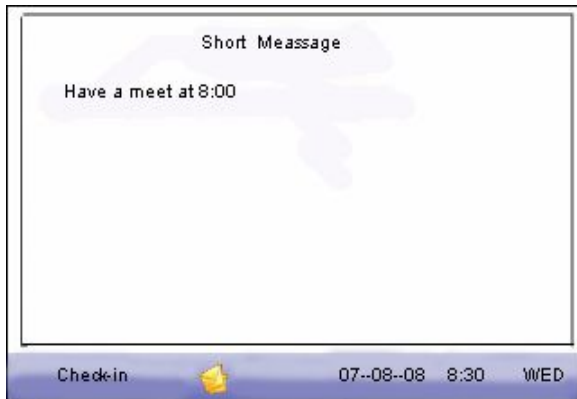 Short Meassage
Have a meet at 8:00
Check-in 07--08--08 8:30 WED